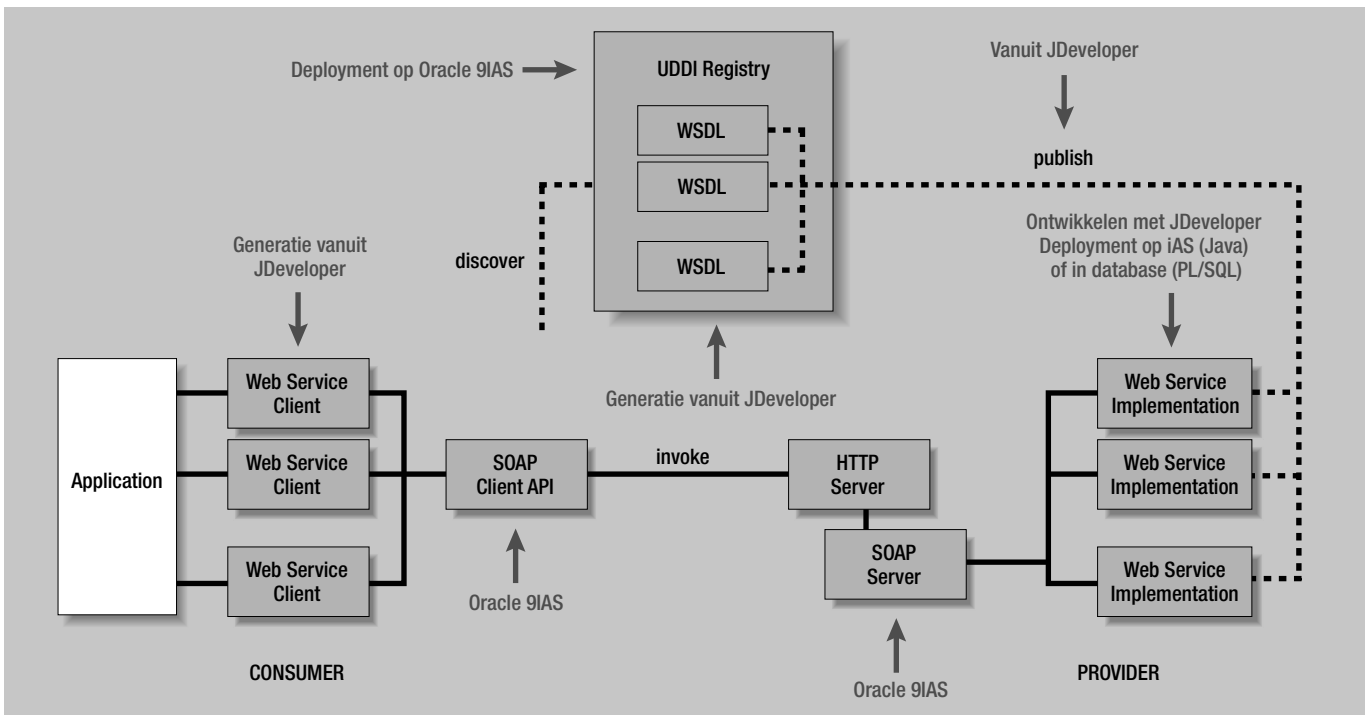 Vanuit JDeveloper
Deployment op Oracle 9IAS
UDDI Registry
WSDL
publish
WSDL
Ontwikkelen met JDeveloper
Deployment op iAS (Java)
of in database (PL/SQL)
Generatie vanuit
JDeveloper
discover
WSDL
Web Service
Client
Generatie vanuit JDeveloper
Web Service
Implementation
Application
Web Service
Client
SOAP
Client API
invoke
HTTP
Server
Web Service
Implementation
Web Service
Client
SOAP
Server
Web Service
Implementation
Oracle 9IAS
CONSUMER
PROVIDER
Oracle 9IAS